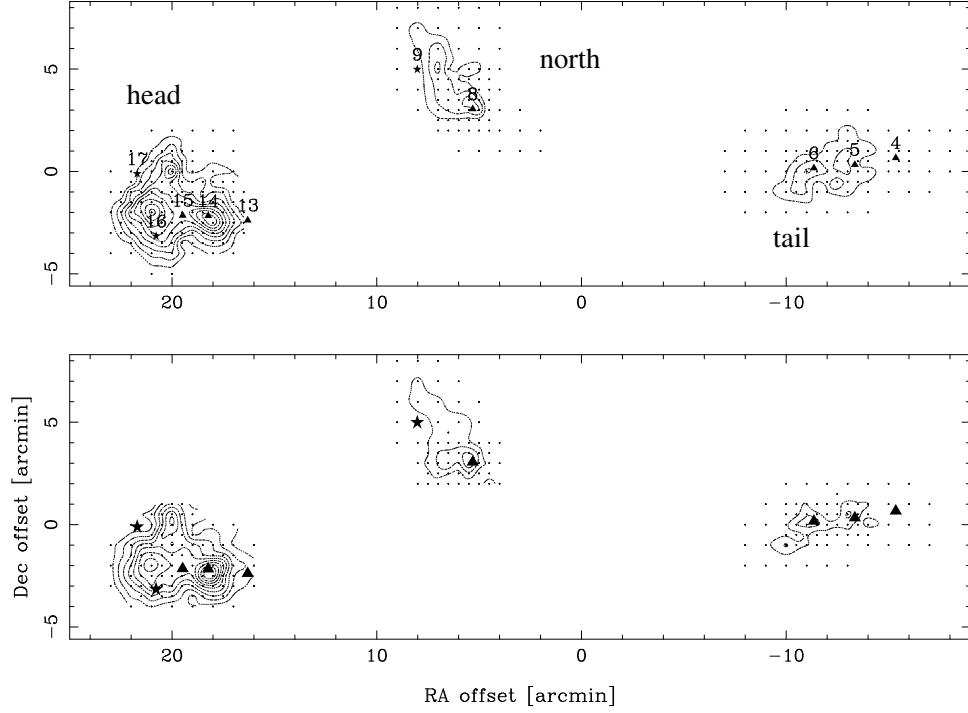 north
head
tail
9
8
17
15 14 13
16
6 5 4
5
0
−5
20 10 0 −10
Dec offset [arcmin]
5
0
−5
20 10 0 −10
RA offset [arcmin]